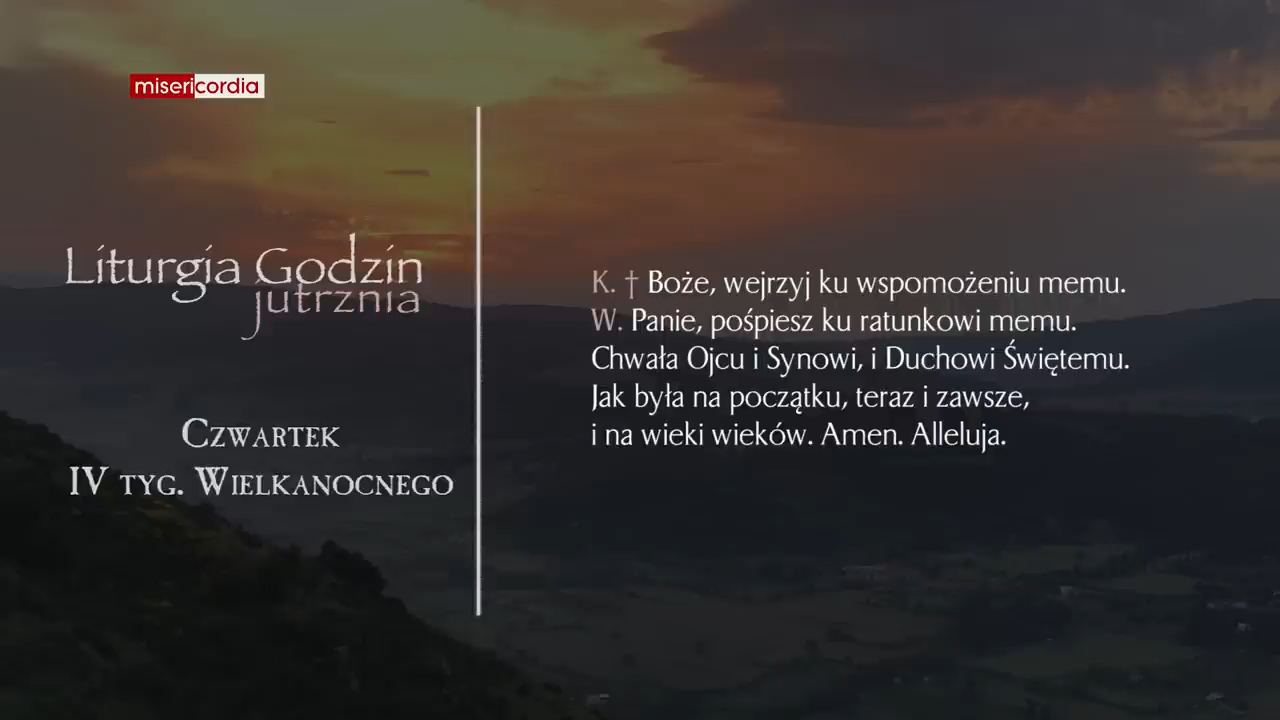 misericordia
Liturgia Godzin
jutrznia
Czwartek
IV tyg. Wielkanocnego
K. † Boże, wejrzyj ku wspomożeniu memu.
W. Panie, pośpiesz ku ratunkowi memu.
Chwała Ojcu i Synowi, i Duchowi Świętemu.
Jak była na początku, teraz i zawsze,
i na wieki wieków. Amen. Alleluja.